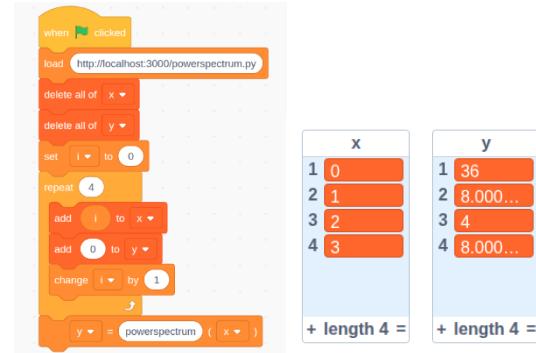 when clicked
load http://localhost:3000/powerspectrum.py
delete all of x
delete all of y
set i to 0
repeat 4
add i to x
add 0 to y
change i by 1
y = powerspectrum ( x )
x
1 0
2 1
3 2
4 3
+ length 4 =
y
1 36
2 8.000...
3 4
4 8.000...
+ length 4 =